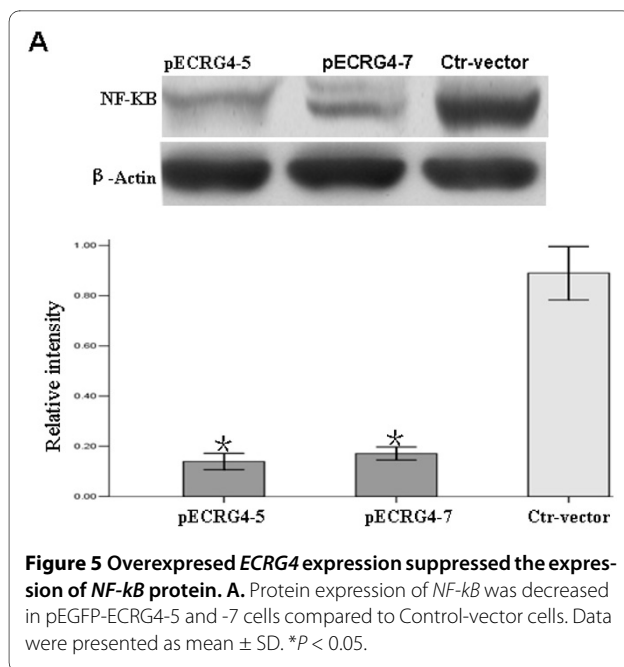 A
pECRG4-5 pECRG4-7 Ctr-vector
NF-KB
β-Actin
1.00
0.80
0.60
0.40
0.20
0.00
Relative intensity
* *
pECRG4-5 pECRG4-7 Ctr-vector
Figure 5 Overexpresed ECRG4 expression suppressed the expres-
sion of NF-kB protein. A. Protein expression of NF-kB was decreased
in pEGFP-ECRG4-5 and -7 cells compared to Control-vector cells. Data
were presented as mean ± SD. *P < 0.05.